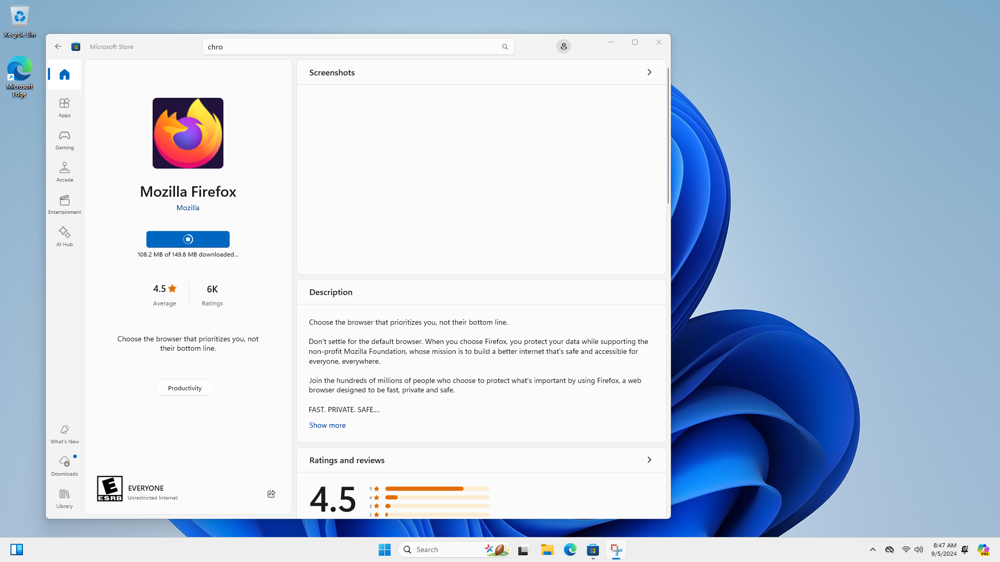 Recycle Bin
Microsoft
Edge
Microsoft Store
chro
Apps
Gaming
Arcade
Entertainment
AI Hub
What's New
Downloads
Library
Mozilla Firefox
Mozilla
108.2 MB of 149.8 MB downloaded...
4.5
Average
6K
Ratings
Choose the browser that prioritizes you, not
their bottom line.
Productivity
E
ESRB
EVERYONE
Unrestricted Internet
Screenshots
Description
Choose the browser that prioritizes you, not their bottom line.
Don't settle for the default browser. When you choose Firefox, you protect your data while supporting the
non-profit Mozilla Foundation, whose mission is to build a better internet that's safe and accessible for
everyone, everywhere.
Join the hundreds of millions of people who choose to protect what's important by using Firefox, a web
browser designed to be fast, private and safe.
FAST. PRIVATE. SAFE....
Show more
Ratings and reviews
4.5
5
4
3
2
Search
8:47 AM
9/5/2024
PRE